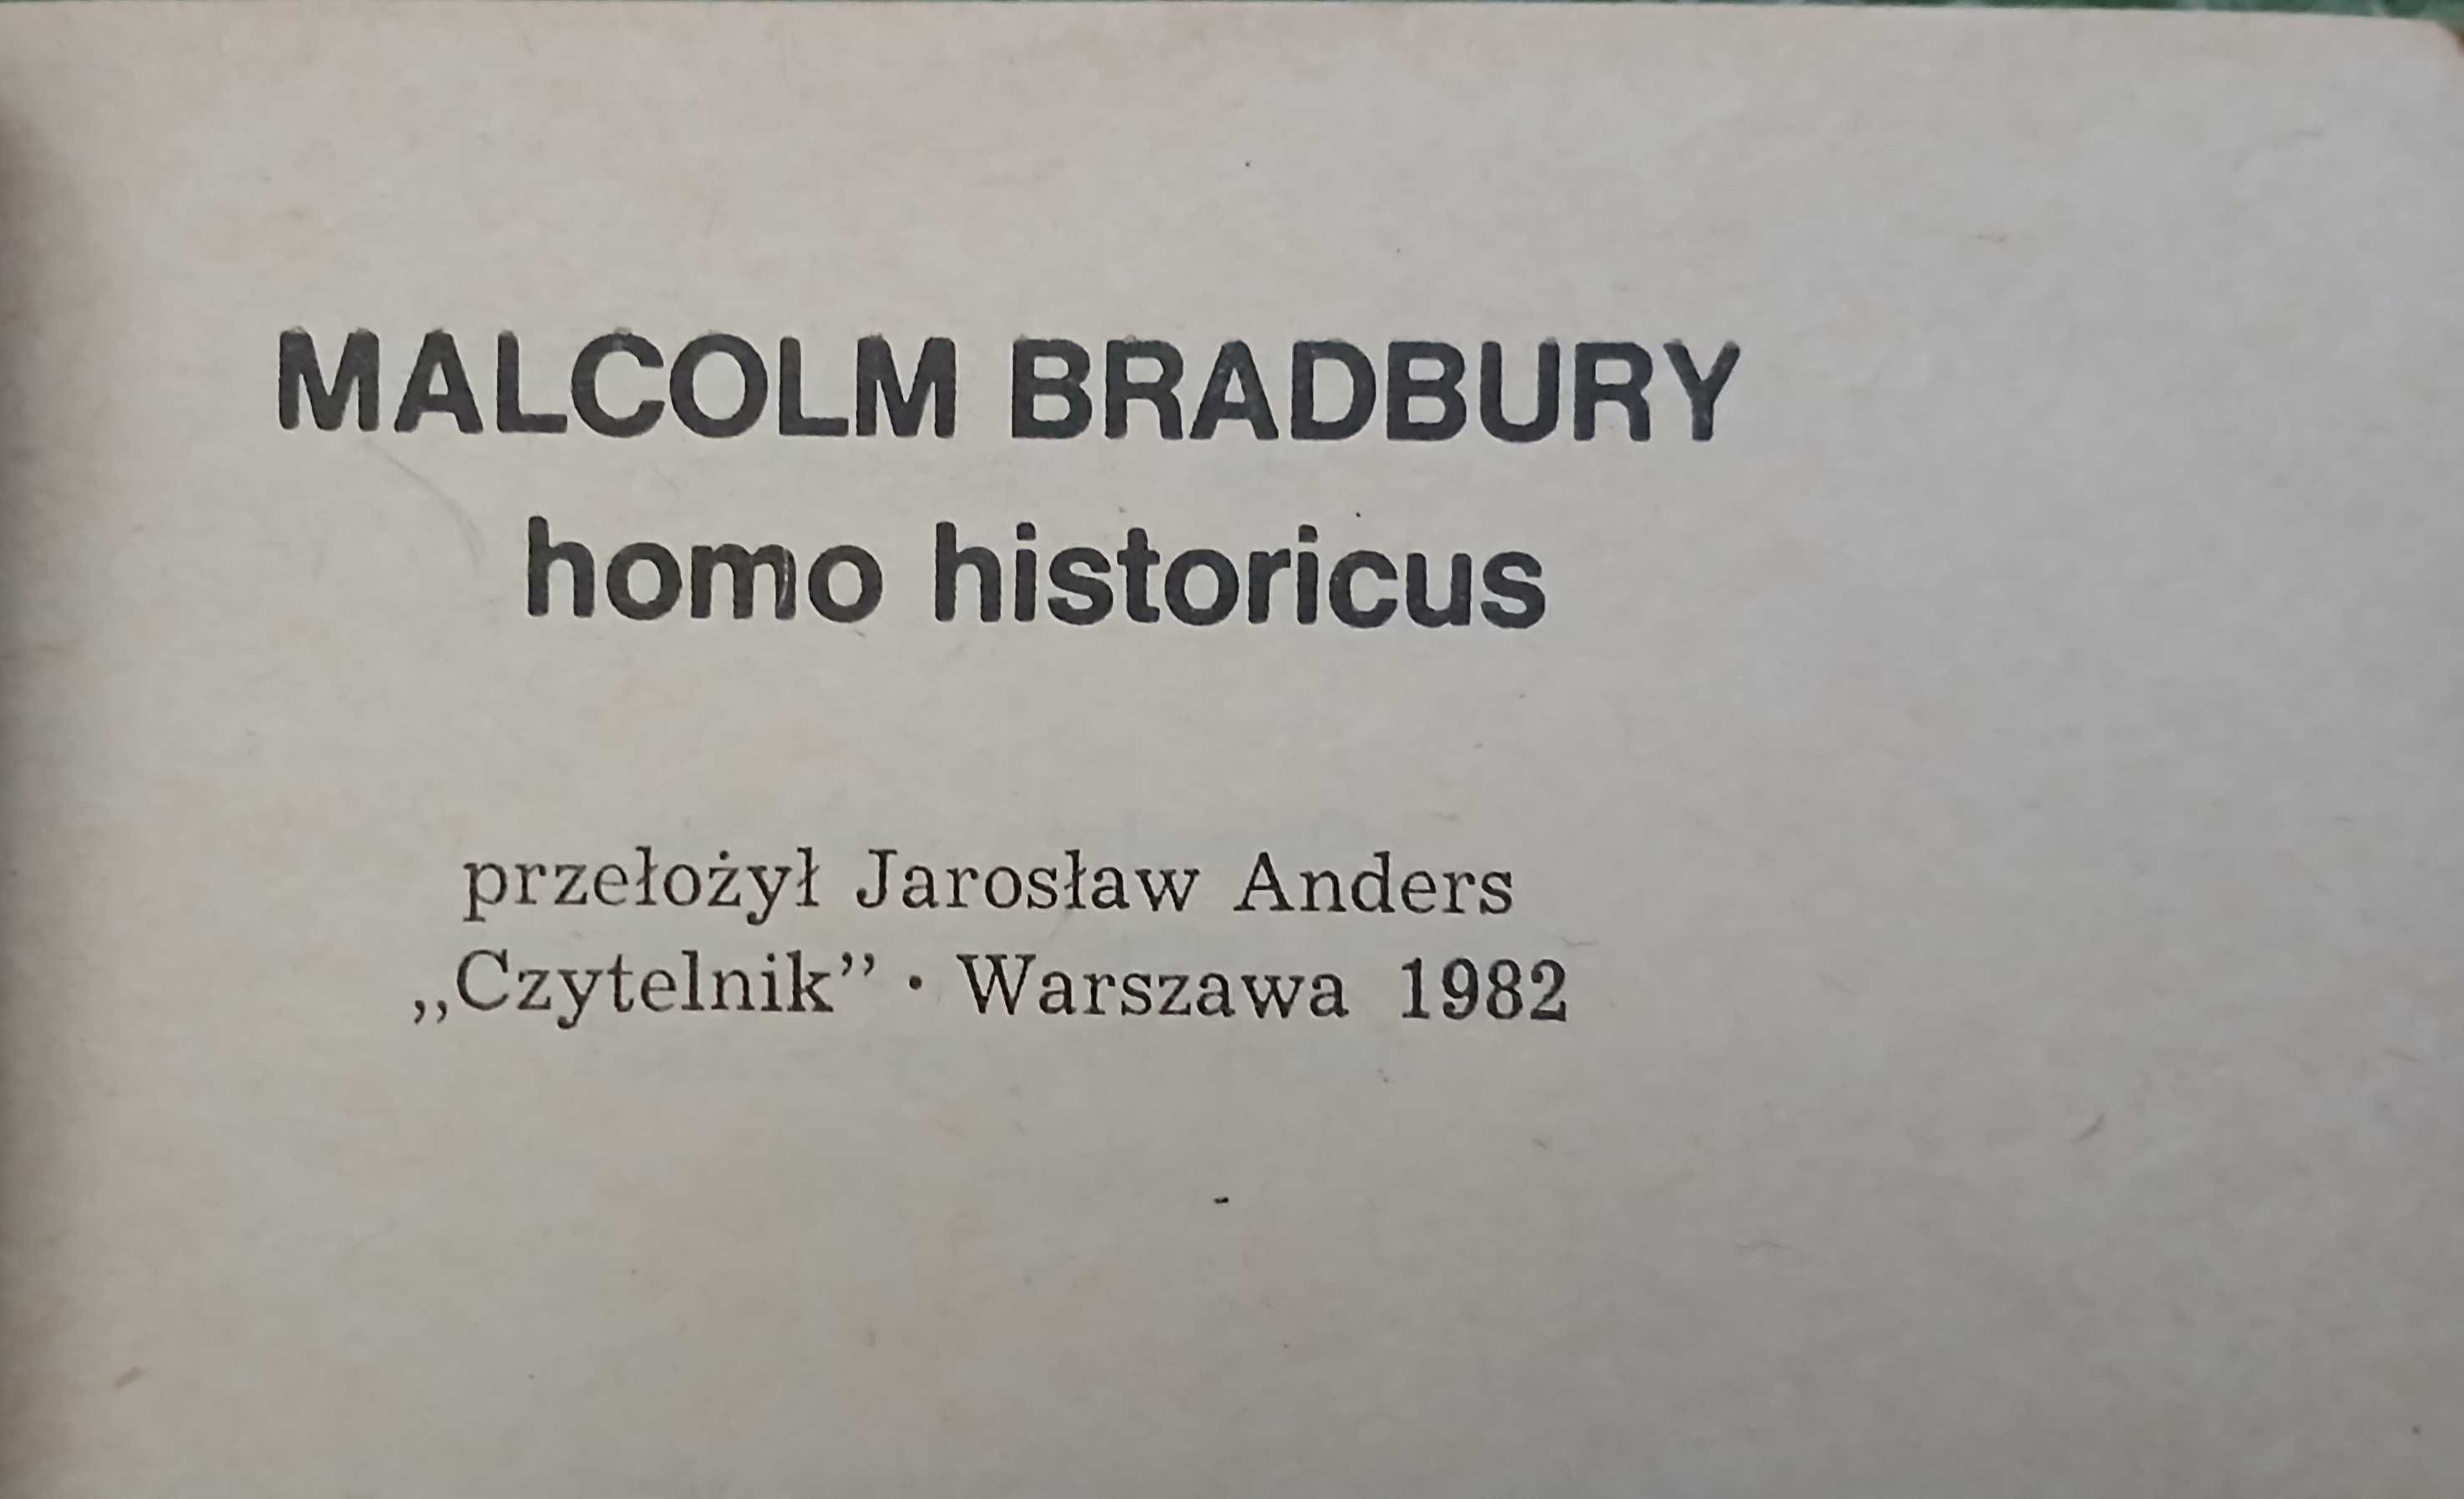 MALCOLM BRADBURY
homo historicus
przełożył Jarosław Anders
„Czytelnik” · Warszawa 1982